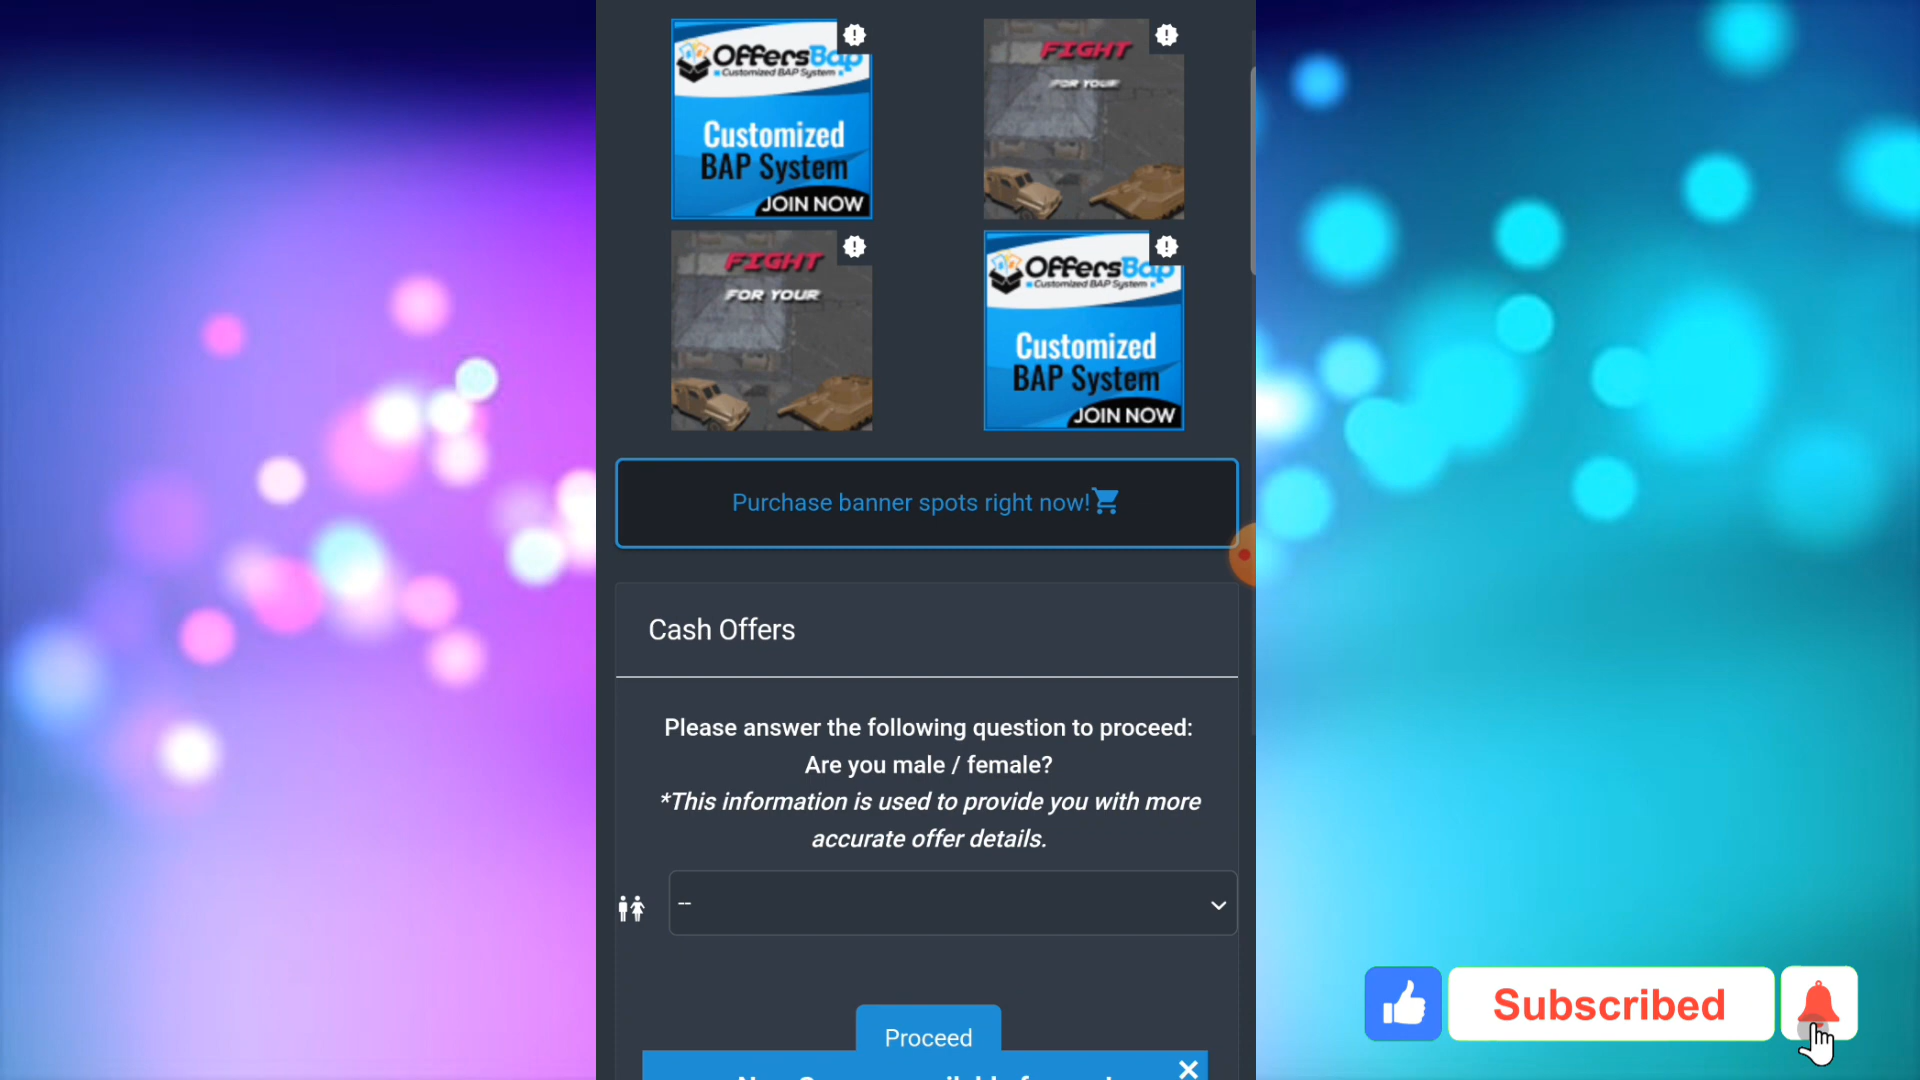 OffersBap
Customized BAP System
Customized
BAP System
JOIN NOW
FIGHT
FOR YOUR
FIGHT
FOR YOUR
OffersBap
Customized BAP System
Customized
BAP System
JOIN NOW
Purchase banner spots right now!
Cash Offers
Please answer the following question to proceed:
Are you male / female?
*This information is used to provide you with more
accurate offer details.
--
Proceed
Subscribed